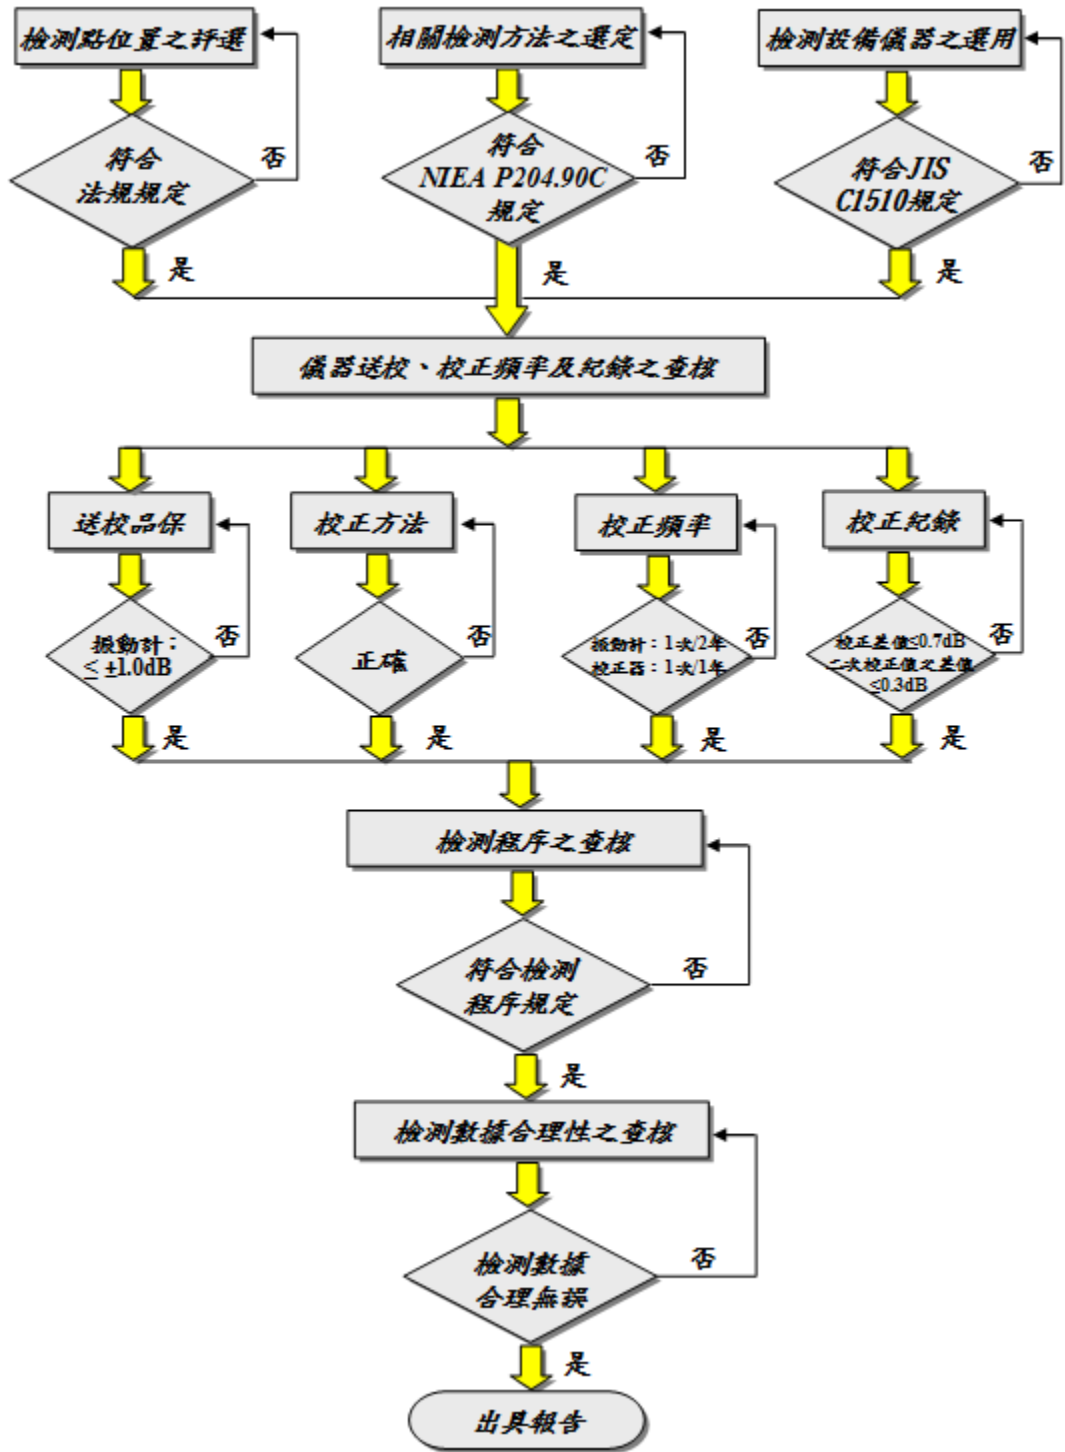 檢測點位置之評選
相關檢測方法之選定
檢測設備儀器之選用
符合
法規規定
否
符合
NIEA P204.90C
規定
否
符合JIS
C1510規定
否
是
是
是
儀器送校、校正頻率及紀錄之查核
送校品保
校正方法
校正頻率
校正紀錄
振動計：
≤ ±1.0dB
否
正確
否
振動計：1次/2年
校正器：1次/1年
否
校正差值≤0.7dB
二次校正值之差值
≤0.3dB
否
是
是
是
是
檢測程序之查核
符合檢測
程序規定
否
是
檢測數據合理性之查核
檢測數據
合理無誤
否
是
出具報告